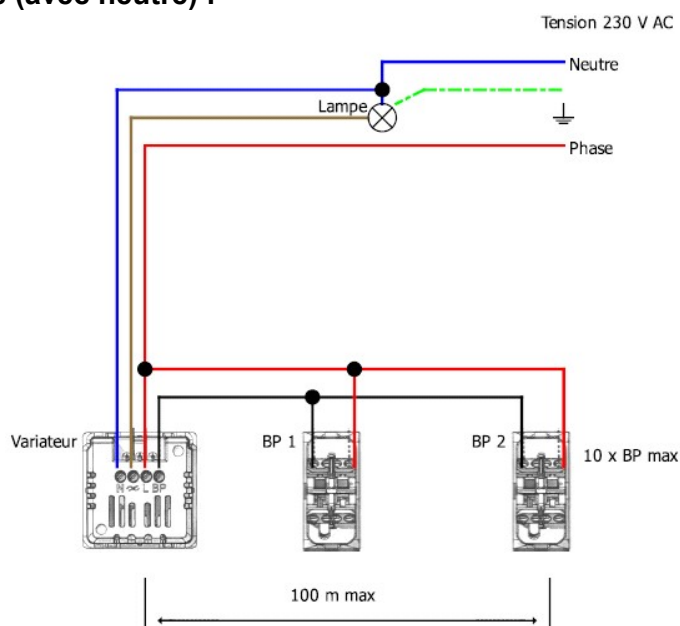 (avec neutre) :
Tension 230 V AC
Neutre
Lampe
Phase
Variateur
BP 1
BP 2
10 x BP max
N L BP
100 m max